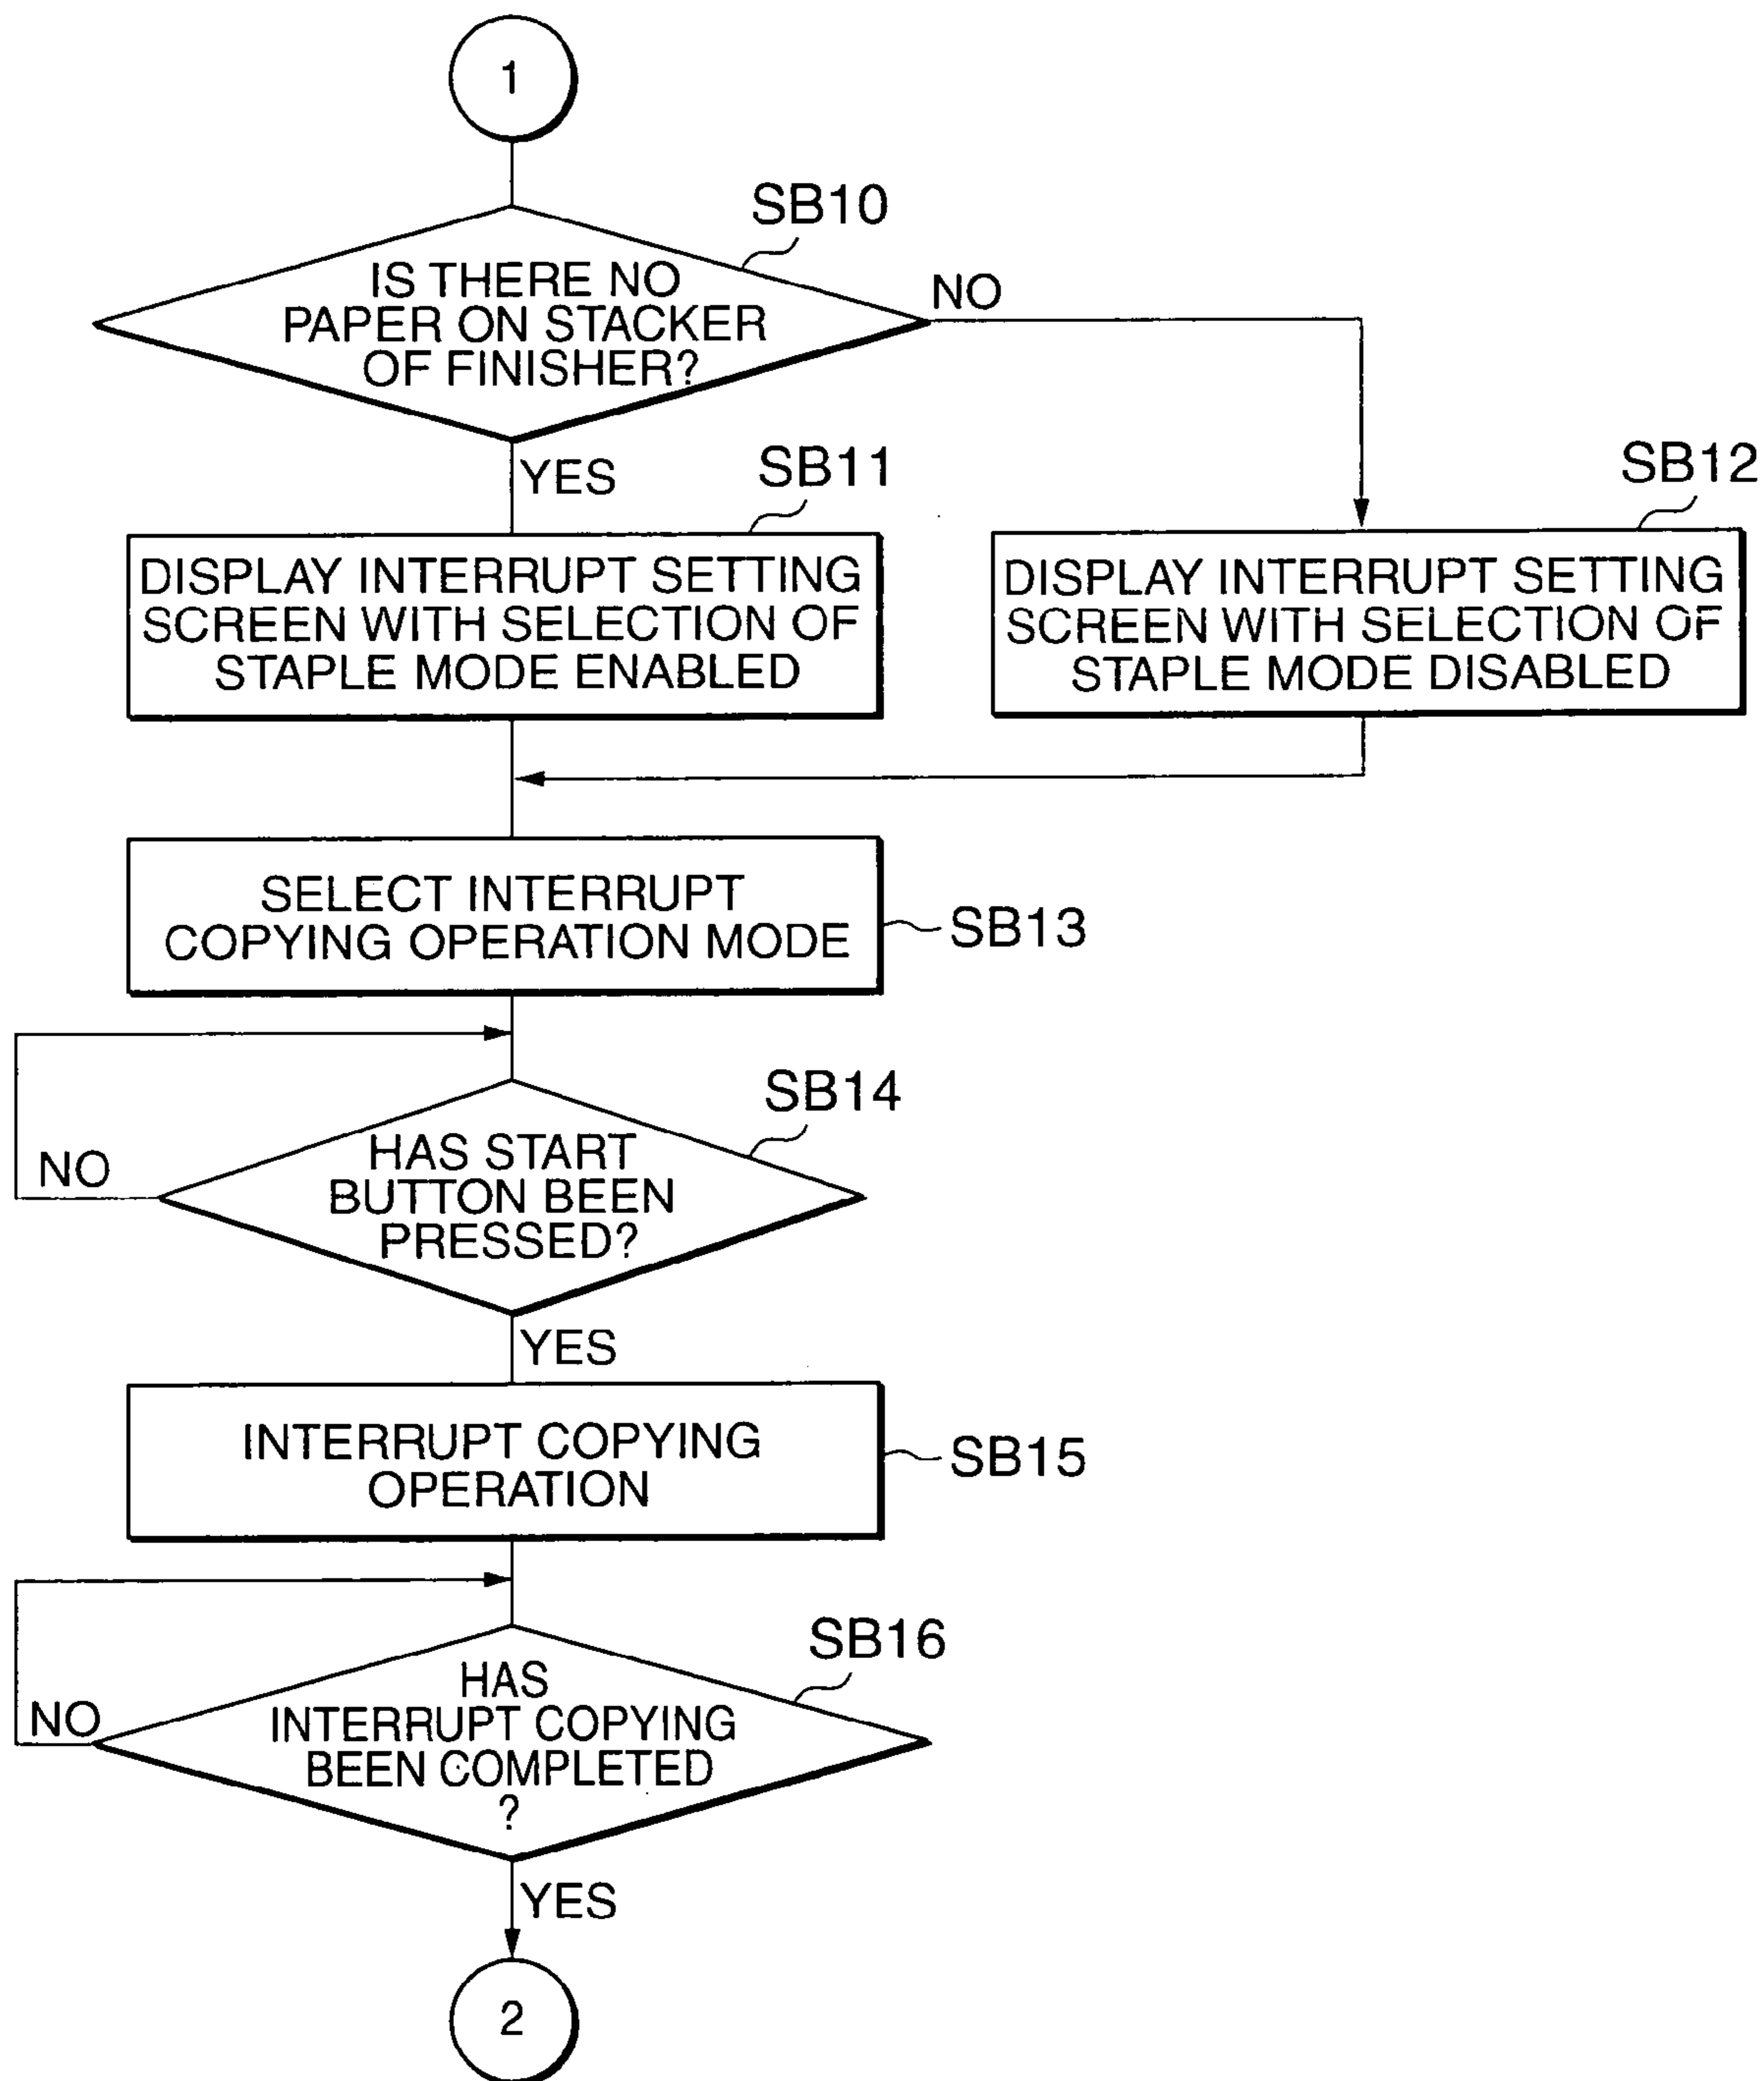 1
SB10
IS THERE NO
PAPER ON STACKER
OF FINISHER?
NO
YES
SB11
SB12
DISPLAY INTERRUPT SETTING
SCREEN WITH SELECTION OF
STAPLE MODE ENABLED
DISPLAY INTERRUPT SETTING
SCREEN WITH SELECTION OF
STAPLE MODE DISABLED
SELECT INTERRUPT
COPYING OPERATION MODE
SB13
SB14
HAS START
BUTTON BEEN
PRESSED?
NO
YES
INTERRUPT COPYING
OPERATION
SB15
SB16
HAS
INTERRUPT COPYING
BEEN COMPLETED
?
NO
YES
2